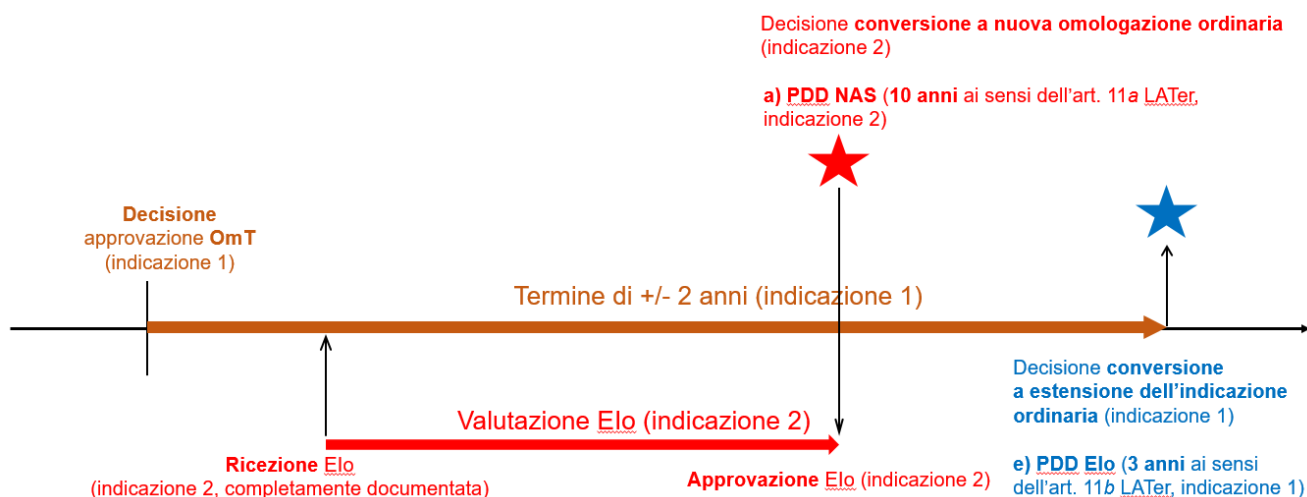 Decisione conversione a nuova omologazione ordinaria
(indicazione 2)
a) PDD NAS (10 anni ai sensi dell'art. 11a LATer,
indicazione 2)
Decisione
approvazione OmT
(indicazione 1)
Termine di +/- 2 anni (indicazione 1)
Valutazione EIo (indicazione 2)
Ricezione EIo
(indicazione 2, completamente documentata)
Approvazione EIo (indicazione 2)
Decisione conversione
a estensione dell'indicazione
ordinaria (indicazione 1)
e) PDD EIo (3 anni ai sensi
dell'art. 11b LATer, indicazione 1)